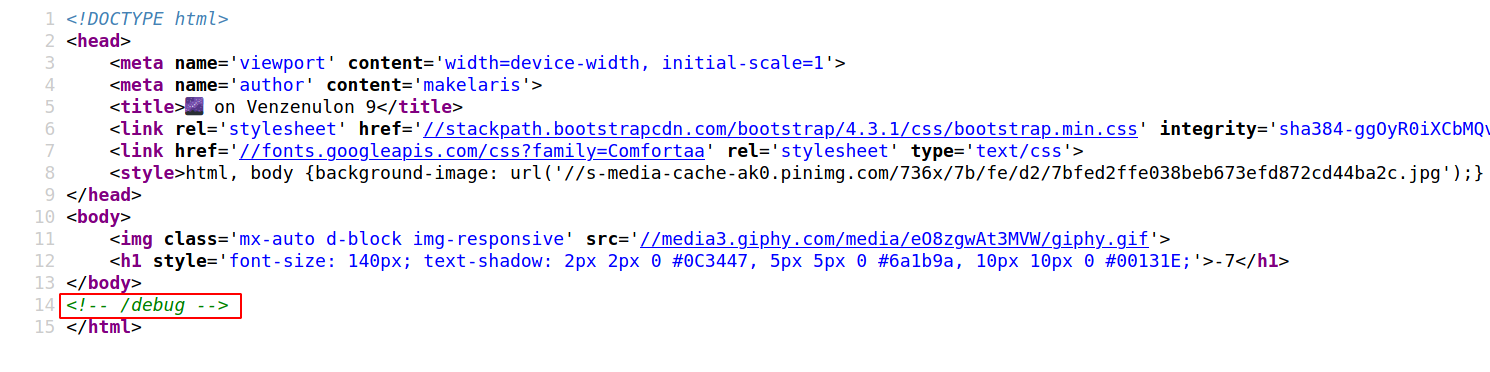 1 <!DOCTYPE html>
2 <head>
3 <meta name='viewport' content='width=device-width, initial-scale=1'>
4 <meta name='author' content='makelaris'>
5 <title>🌌 on Venzenulon 9</title>
6 <link rel='stylesheet' href='//stackpath.bootstrapcdn.com/bootstrap/4.3.1/css/bootstrap.min.css' integrity='sha384-ggOyR0iXCbMQv
7 <link href='//fonts.googleapis.com/css?family=Comfortaa' rel='stylesheet' type='text/css'>
8 <style>html, body {background-image: url('//s-media-cache-ak0.pinimg.com/736x/7b/fe/d2/7bfed2ffe038beb673efd872cd44ba2c.jpg');}
9 </head>
10 <body>
11 <img class='mx-auto d-block img-responsive' src='//media3.giphy.com/media/eO8zgwAt3MVW/giphy.gif'>
12 <h1 style='font-size: 140px; text-shadow: 2px 2px 0 #0C3447, 5px 5px 0 #6a1b9a, 10px 10px 0 #00131E;'>-7</h1>
13 </body>
14 <!-- /debug -->
15 </html>